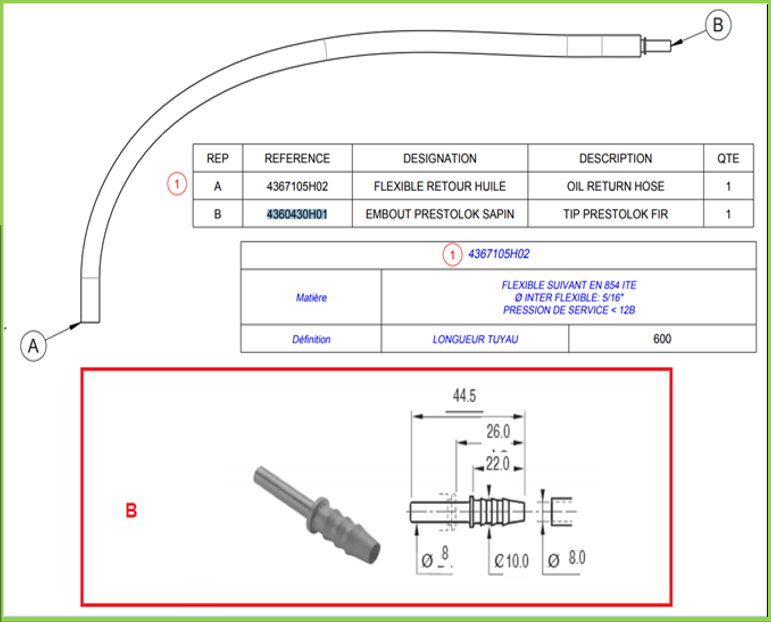 B
REP REFERENCE DESIGNATION DESCRIPTION QTE
1
A 4367105H02 FLEXIBLE RETOUR HUILE OIL RETURN HOSE 1
B 4360430H01 EMBOUT PRESTOLOK SAPIN TIP PRESTOLOK FIR 1
1 4367105H02
Matière
FLEXIBLE SUIVANT EN 854 ITE
Ø INTER FLEXIBLE: 5/16"
PRESSION DE SERVICE < 12B
Définition LONGUEUR TUYAU 600
A
44.5
26.0
22.0
B
Ø 8
Ȼ10.0
Ø 8.0